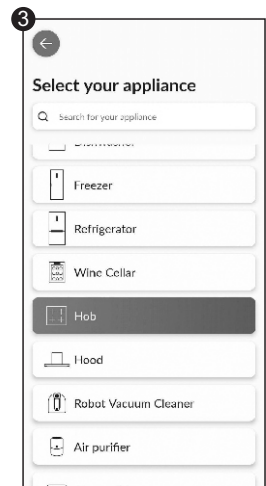 3
Select your appliance
Search for your appliance
Dishwasher
Freezer
Refrigerator
Wine Cellar
Hob
Hood
Robot Vacuum Cleaner
Air purifier